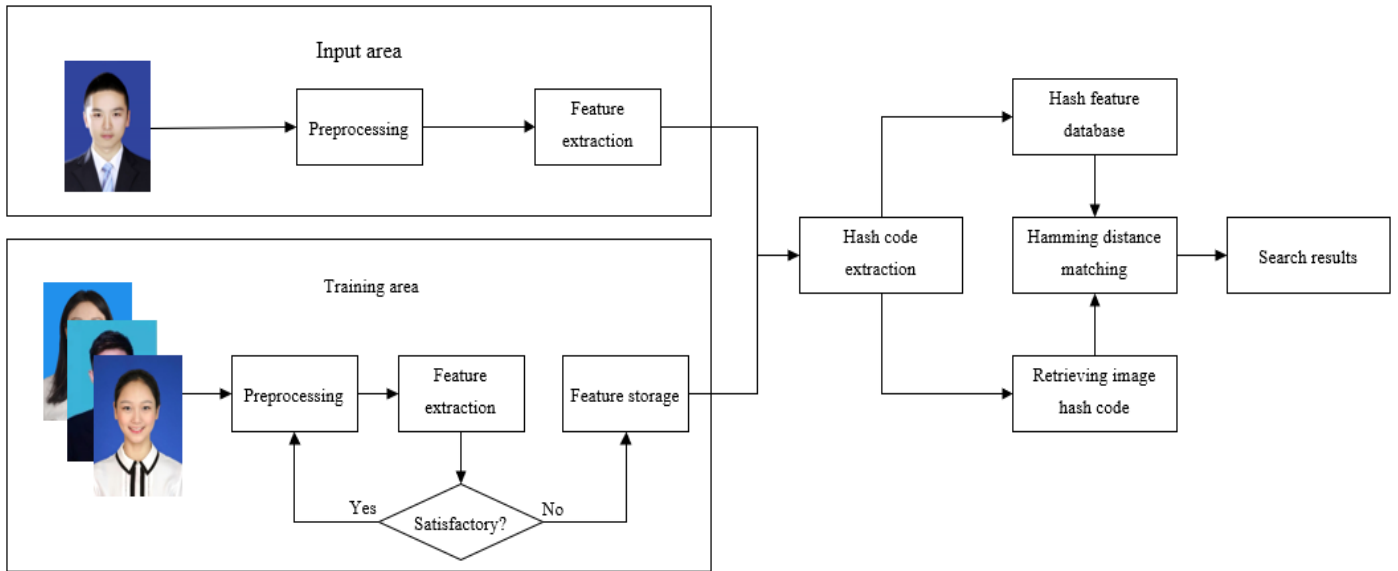 Input area
Preprocessing
Feature
extraction
Training area
Preprocessing
Feature
extraction
Feature storage
Yes
Satisfactory?
No
Hash code
extraction
Hash feature
database
Hamming distance
matching
Search results
Retrieving image
hash code